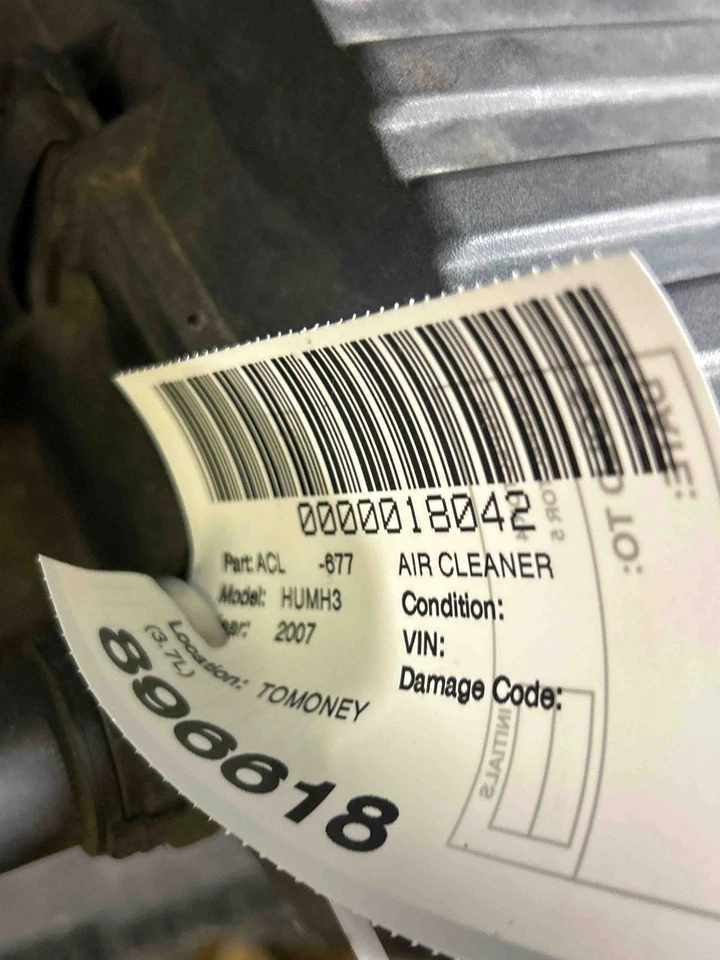 0000018042
Part: ACL -677 AIR CLEANER
Model: HUMH3 Condition:
ear: 2007 VIN:
Damage Code:
Location: TOMONEY
(3.7L)
896618
INITIALS